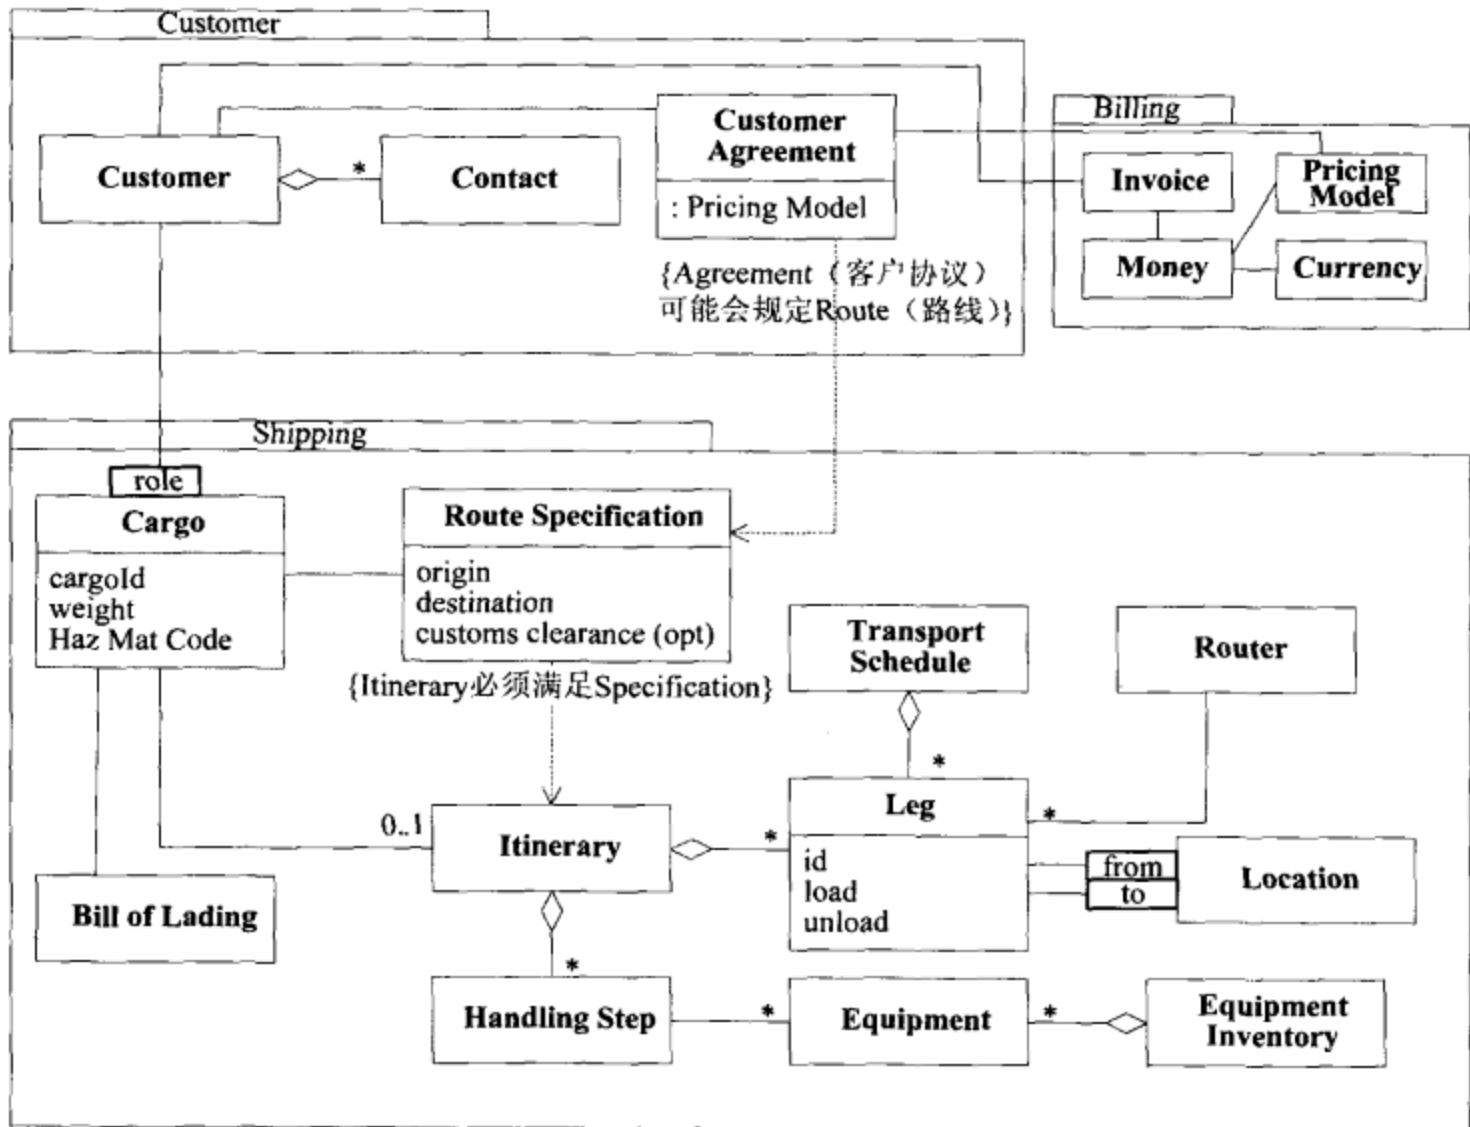 Customer
Customer
*
Contact
Customer
Agreement
: Pricing Model
{Agreement（客户协议）
可能会规定Route（路线）}
Billing
Invoice
Pricing
Model
Money
Currency
Shipping
role
Cargo
cargoId
weight
Haz Mat Code
Route Specification
origin
destination
customs clearance (opt)
{Itinerary必须满足Specification}
Transport
Schedule
Router
*
0..1
Itinerary
*
Leg
id
load
unload
*
from
to
Location
Bill of Lading
*
Handling Step
*
Equipment
*
Equipment
Inventory